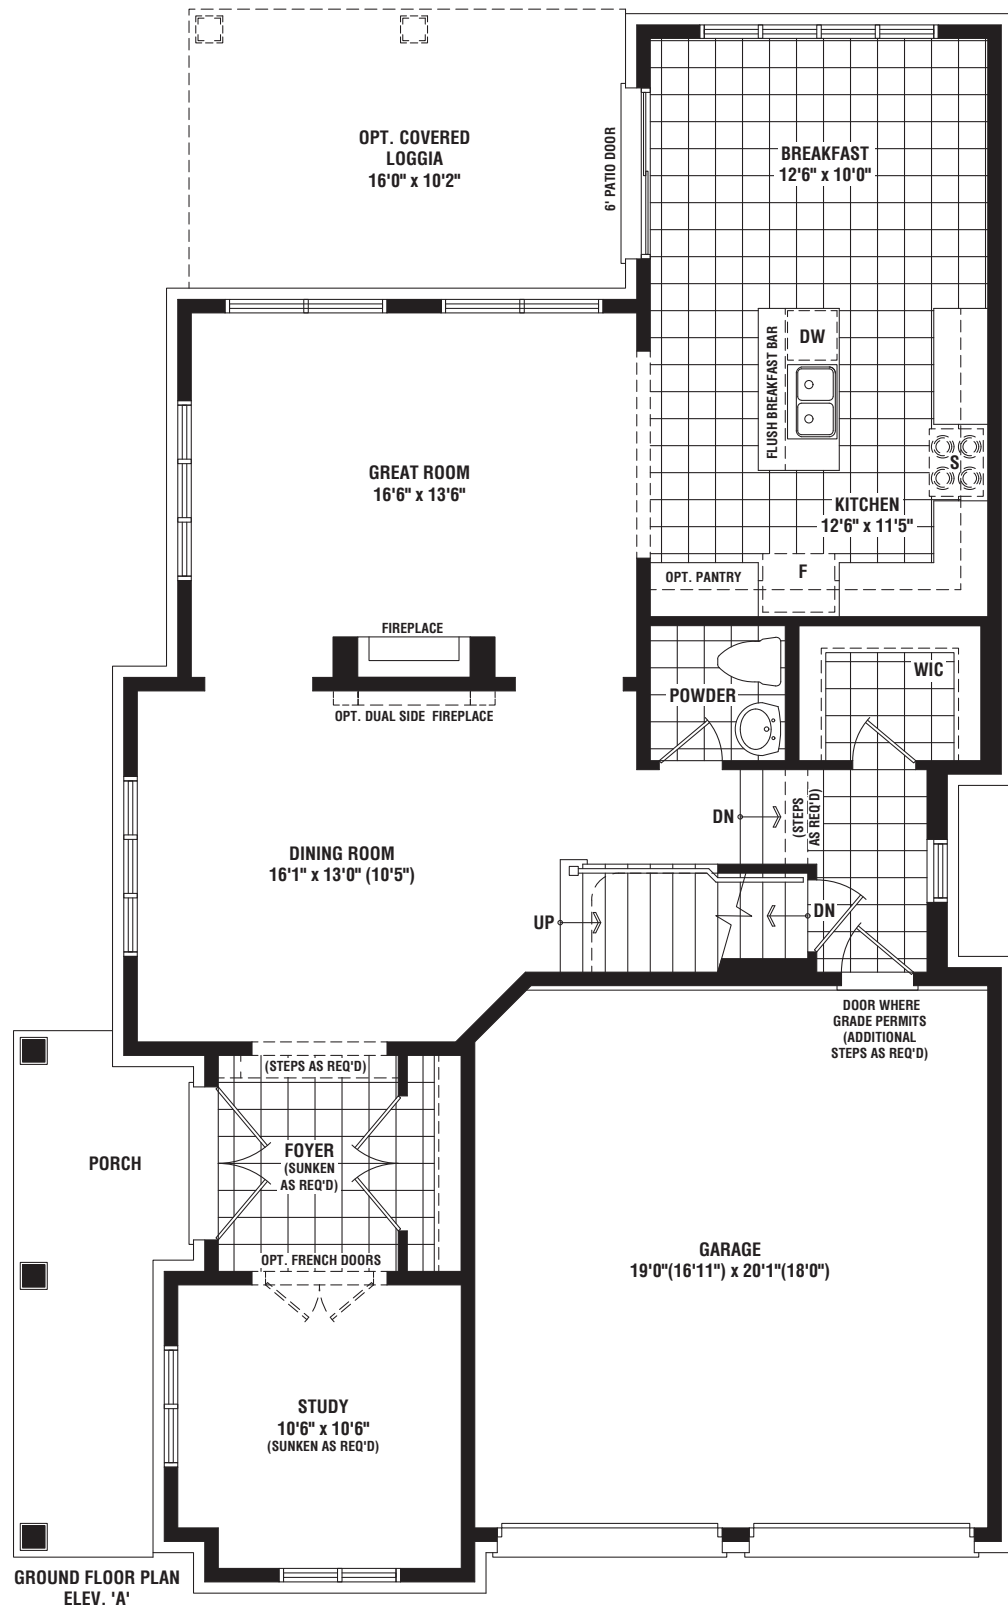 OPT. COVERED
LOGGIA
16'0" x 10'2"
6' PATIO DOOR
BREAKFAST
12'6" x 10'0"
FLUSH BREAKFAST BAR
DW
GREAT ROOM
16'6" x 13'6"
S
KITCHEN
12'6" x 11'5"
OPT. PANTRY
F
FIREPLACE
OPT. DUAL SIDE FIREPLACE
POWDER
WIC
DN
(STEPS
AS REQ'D)
DINING ROOM
16'1" x 13'0" (10'5")
UP
DN
DOOR WHERE
GRADE PERMITS
(ADDITIONAL
STEPS AS REQ'D)
(STEPS AS REQ'D)
PORCH
FOYER
(SUNKEN
AS REQ'D)
OPT. FRENCH DOORS
GARAGE
19'0"(16'11") x 20'1"(18'0")
STUDY
10'6" x 10'6"
(SUNKEN AS REQ'D)
GROUND FLOOR PLAN
ELEV. 'A'